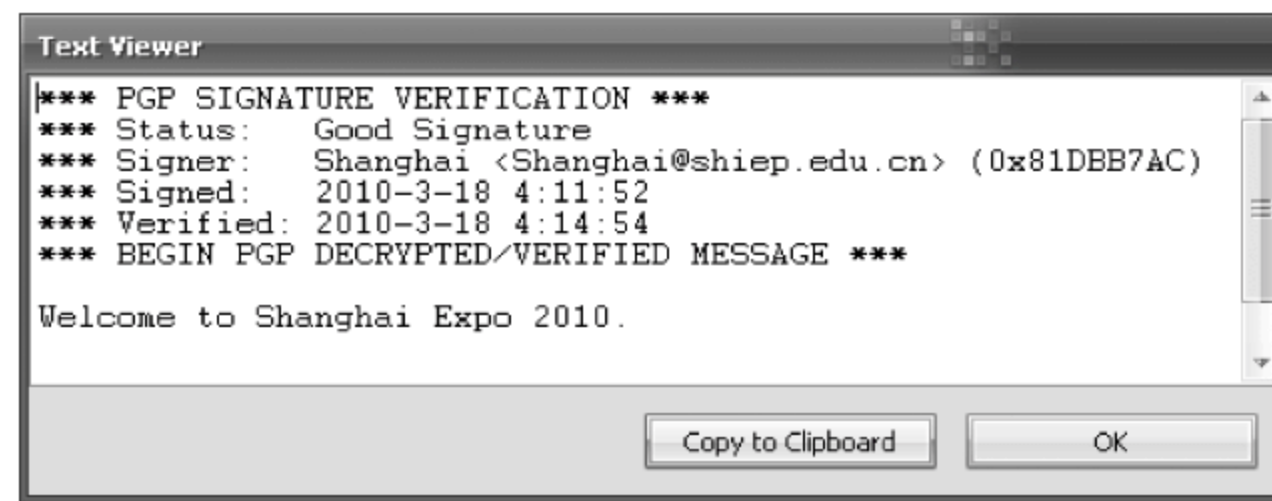 Text Viewer
*** PGP SIGNATURE VERIFICATION ***
*** Status:   Good Signature
*** Signer:   Shanghai <Shanghai@shiep.edu.cn> (0x81DBB7AC)
*** Signed:   2010-3-18 4:11:52
*** Verified: 2010-3-18 4:14:54
*** BEGIN PGP DECRYPTED/VERIFIED MESSAGE ***
Welcome to Shanghai Expo 2010.
Copy to Clipboard OK